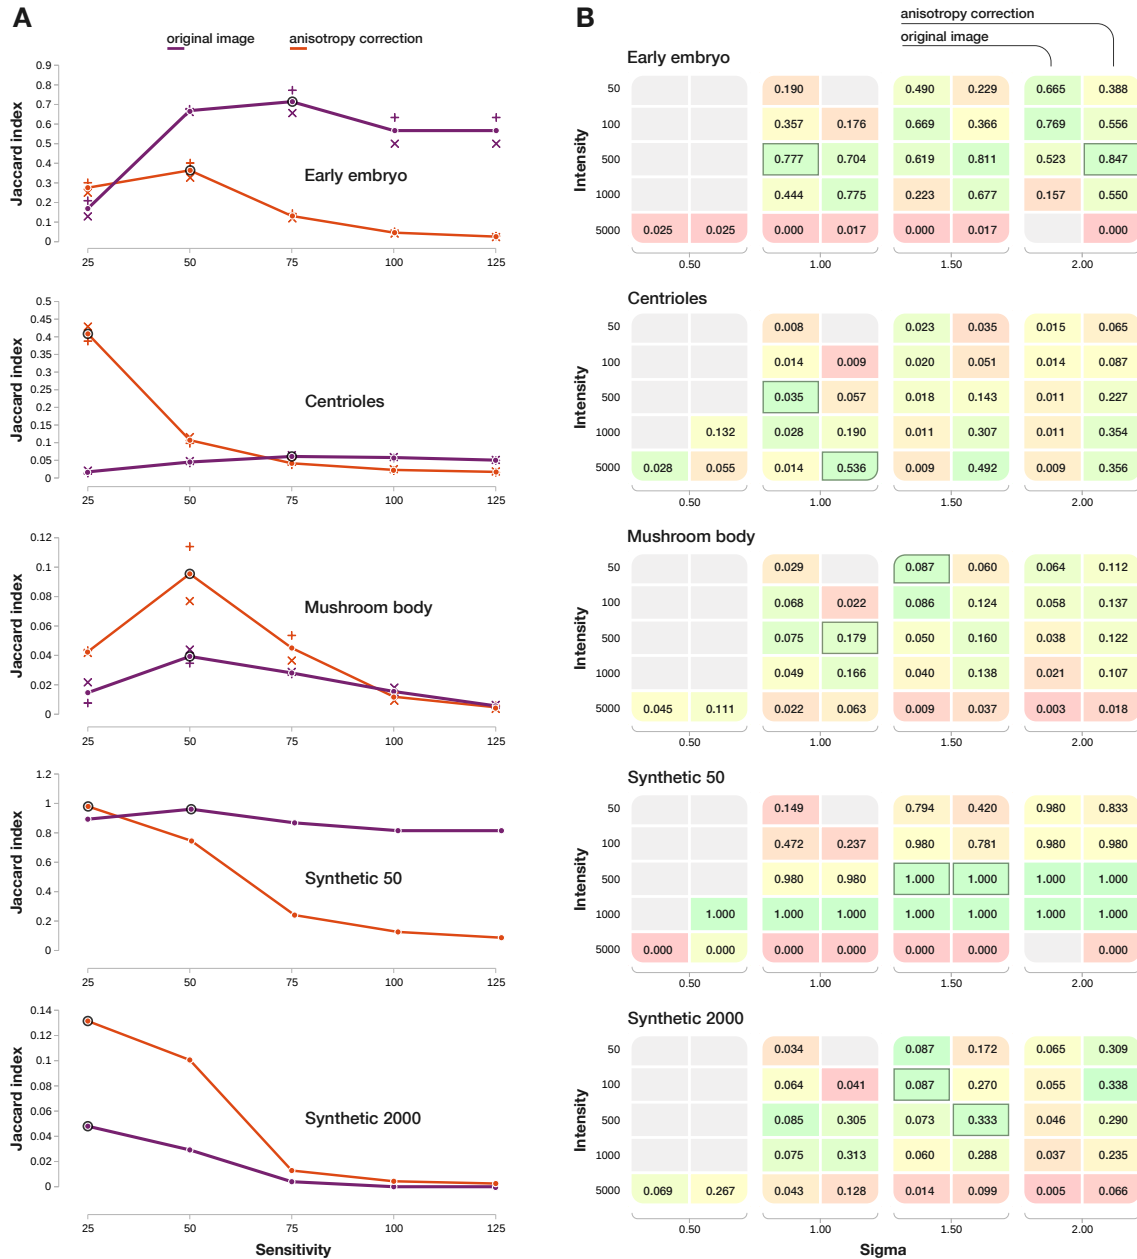 A
original image anisotropy correction
Jaccard index
0.9
0.8
0.7
0.6
0.5
0.4
0.3
0.2
0.1
0
Early embryo
25 50 75 100 125
Jaccard index
0.5
0.45
0.4
0.35
0.3
0.25
0.2
0.15
0.1
0.05
0
Centrioles
25 50 75 100 125
Jaccard index
0.12
0.1
0.08
0.06
0.04
0.02
0
Mushroom body
25 50 75 100 125
Jaccard index
1.2
1
0.8
0.6
0.4
0.2
0
Synthetic 50
25 50 75 100 125
Jaccard index
0.14
0.12
0.1
0.08
0.06
0.04
0.02
0
Synthetic 2000
25 50 75 100 125
Sensitivity
B
anisotropy correction
original image
Early embryo
Intensity
50 0.190 0.490 0.229 0.665 0.388
100 0.357 0.176 0.669 0.366 0.769 0.556
500 0.777 0.704 0.619 0.811 0.523 0.847
1000 0.444 0.775 0.223 0.677 0.157 0.550
5000 0.025 0.025 0.000 0.017 0.000 0.017 0.000
0.50 1.00 1.50 2.00
Centrioles
Intensity
50 0.008 0.023 0.035 0.015 0.065
100 0.014 0.009 0.020 0.051 0.014 0.087
500 0.035 0.057 0.018 0.143 0.011 0.227
1000 0.132 0.028 0.190 0.011 0.307 0.011 0.354
5000 0.028 0.055 0.014 0.536 0.009 0.492 0.009 0.356
0.50 1.00 1.50 2.00
Mushroom body
Intensity
50 0.029 0.087 0.060 0.064 0.112
100 0.068 0.022 0.086 0.124 0.058 0.137
500 0.075 0.179 0.050 0.160 0.038 0.122
1000 0.049 0.166 0.040 0.138 0.021 0.107
5000 0.045 0.111 0.022 0.063 0.009 0.037 0.003 0.018
0.50 1.00 1.50 2.00
Synthetic 50
Intensity
50 0.149 0.794 0.420 0.980 0.833
100 0.472 0.237 0.980 0.781 0.980 0.980
500 0.980 0.980 1.000 1.000 1.000 1.000
1000 1.000 1.000 1.000 1.000 1.000 1.000 1.000
5000 0.000 0.000 0.000 0.000 0.000 0.000 0.000
0.50 1.00 1.50 2.00
Synthetic 2000
Intensity
50 0.034 0.087 0.172 0.065 0.309
100 0.064 0.041 0.087 0.270 0.055 0.338
500 0.085 0.305 0.073 0.333 0.046 0.290
1000 0.075 0.313 0.060 0.288 0.037 0.235
5000 0.069 0.267 0.043 0.128 0.014 0.099 0.005 0.066
0.50 1.00 1.50 2.00
Sigma